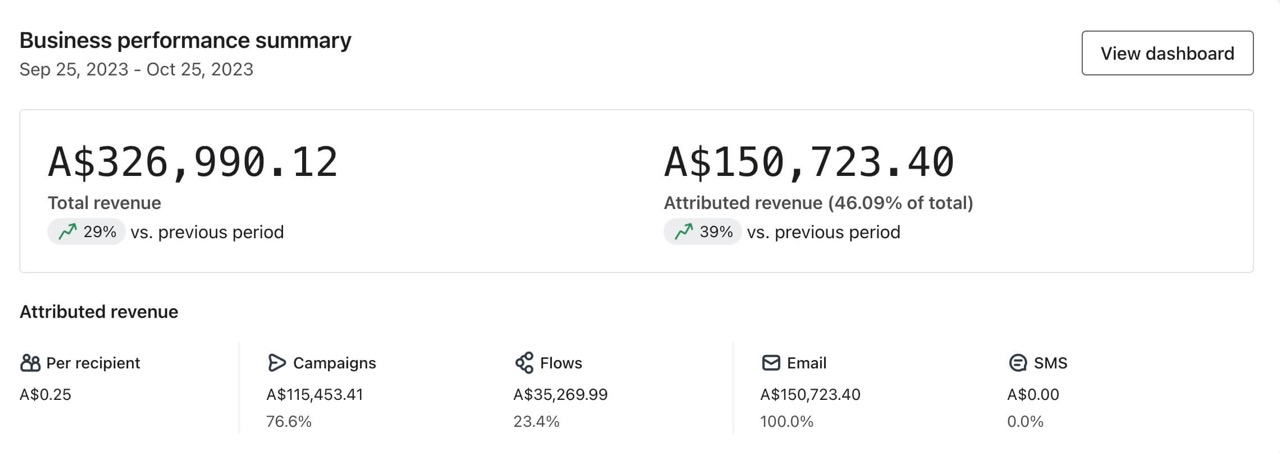 Business performance summary
Sep 25, 2023 - Oct 25, 2023
View dashboard
A$326,990.12
Total revenue
29% vs. previous period
A$150,723.40
Attributed revenue (46.09% of total)
39% vs. previous period
Attributed revenue
Per recipient
A$0.25
Campaigns
A$115,453.41
76.6%
Flows
A$35,269.99
23.4%
Email
A$150,723.40
100.0%
SMS
A$0.00
0.0%